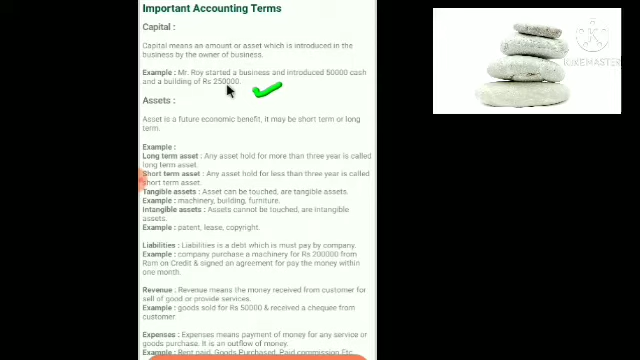 Important Accounting Terms
Capital :
Capital means an amount or asset which is introduced in the
business by the owner of business.
Example : Mr. Roy started a business and introduced 50000 cash
and a building of Rs 250000.
Assets :
Asset is a future economic benefit, it may be short term or long
term.
Example :
Long term asset : Any asset hold for more than three year is called
long term asset.
Short term asset : Any asset hold for less than three year is called
short term asset.
Tangible assets : Asset can be touched, are tangible assets.
Example : machinery, building, furniture.
Intangible assets : Assets cannot be touched, are intangible
assets.
Example : patent, lease, copyright.
Liabilities : Liabilities is a debt which is must pay by company.
Example : company purchase a machinery for Rs 200000 from
Ram on Credit & signed an agreement for pay the money within
one month.
Revenue : Revenue means the money received from customer for
sell of good or provide services.
Example : goods sold for Rs 50000 & received a chequee from
customer
Expenses : Expenses means payment of money for any service or
goods purchase. It is an outflow of money.
Example : Rent paid, Goods Purchased, Paid commission Etc
KINEMASTER